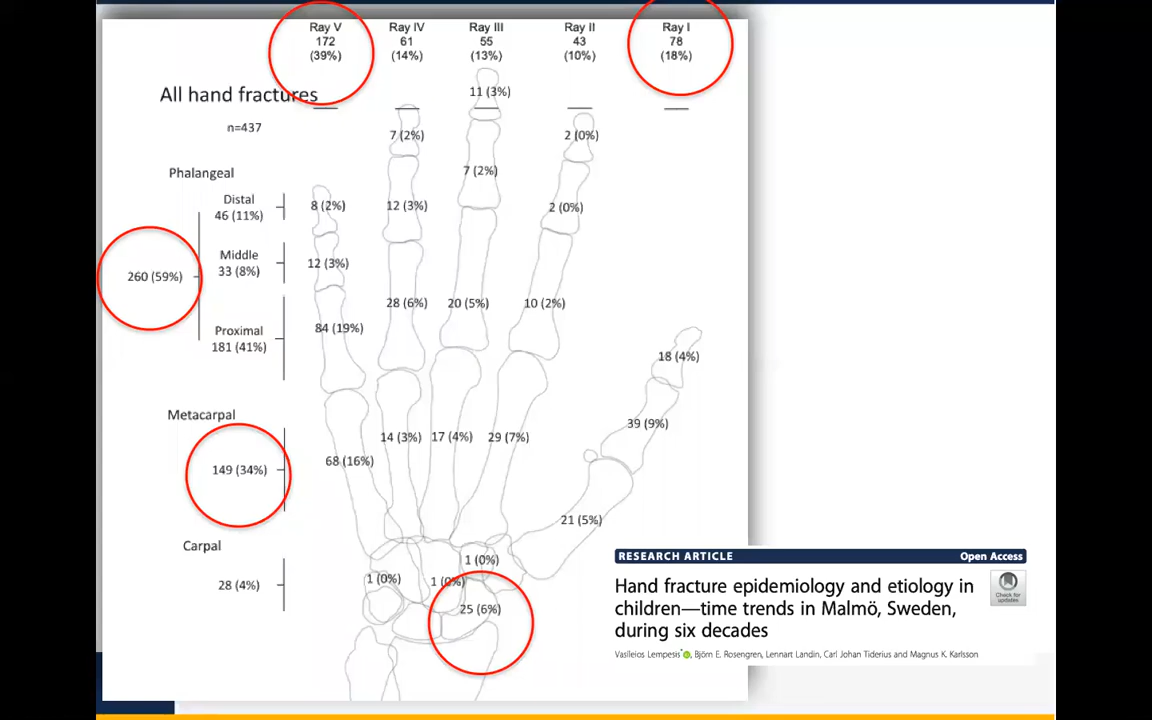 Ray V Ray IV Ray III Ray II Ray I
172 61 55 43 78
(39%) (14%) (13%) (10%) (18%)
All hand fractures
n=437
11 (3%)
7 (2%) 2 (0%)
7 (2%)
Phalangeal
Distal
46 (11%)
8 (2%) 12 (3%) 2 (0%)
Middle
33 (8%)
12 (3%)
260 (59%)
28 (6%) 20 (5%) 10 (2%)
Proximal
181 (41%)
84 (19%)
18 (4%)
39 (9%)
Metacarpal
149 (34%)
14 (3%) 17 (4%) 29 (7%)
68 (16%)
21 (5%)
Carpal
28 (4%)
1 (0%)
1 (0%) 1 (0%)
25 (6%)
RESEARCH ARTICLE Open Access
Hand fracture epidemiology and etiology in
children—time trends in Malmö, Sweden,
during six decades
Check for
updates
Vasileios Lempesis*, Björn E. Rosengren, Lennart Landin, Carl Johan Tiderius and Magnus K. Karlsson